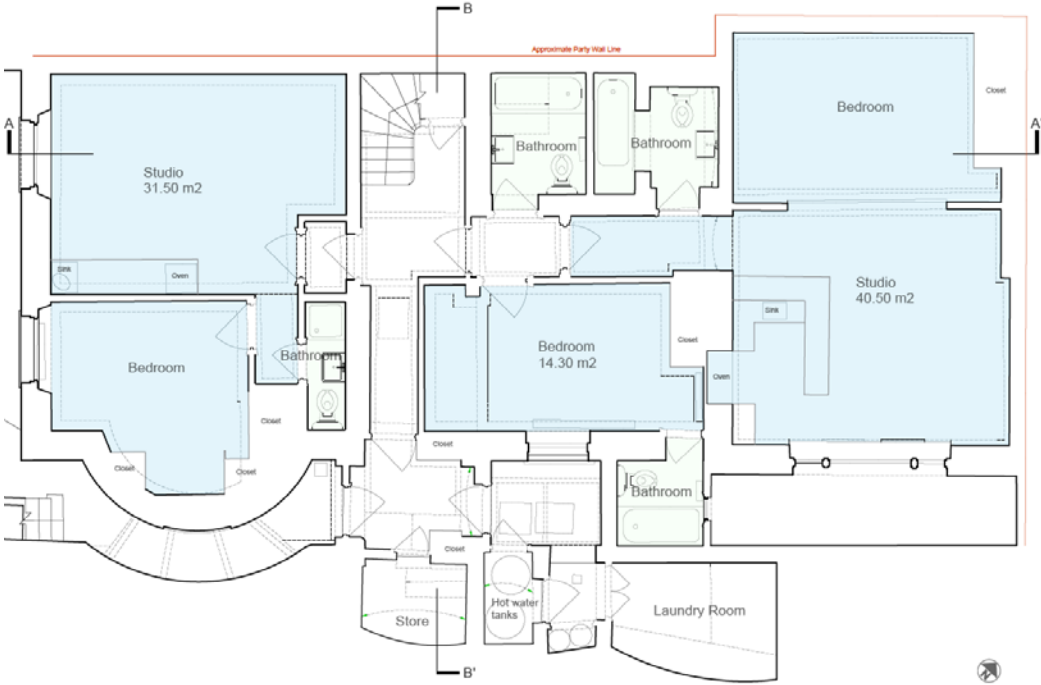 B
Approximate Party Wall Line
Closet
Bedroom
A
A'
Bathroom
Bathroom
Studio
31.50 m2
Sink
Oven
Studio
40.50 m2
Sink
Bedroom
14.30 m2
Closet
Bathroom
Bedroom
Oven
Closet
Closet
Closet
Closet
Bathroom
Closet
Hot water
tanks
Store
Laundry Room
B'